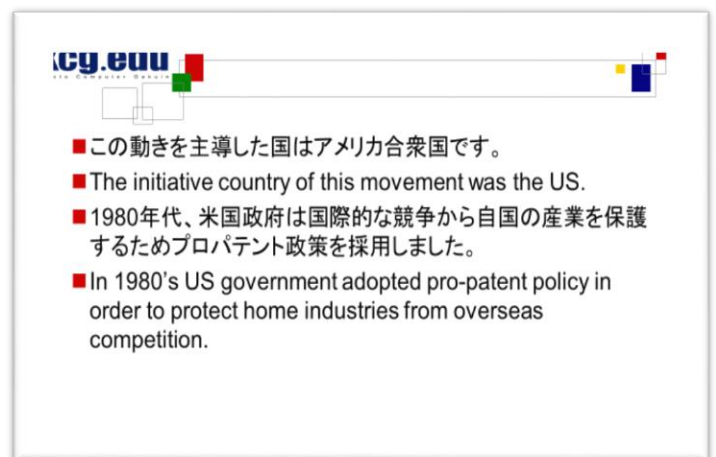 kcg.edu
■この動きを主導した国はアメリカ合衆国です。
■The initiative country of this movement was the US.
■1980年代、米国政府は国際的な競争から自国の産業を保護
するためプロパテント政策を採用しました。
■In 1980's US government adopted pro-patent policy in
order to protect home industries from overseas
competition.